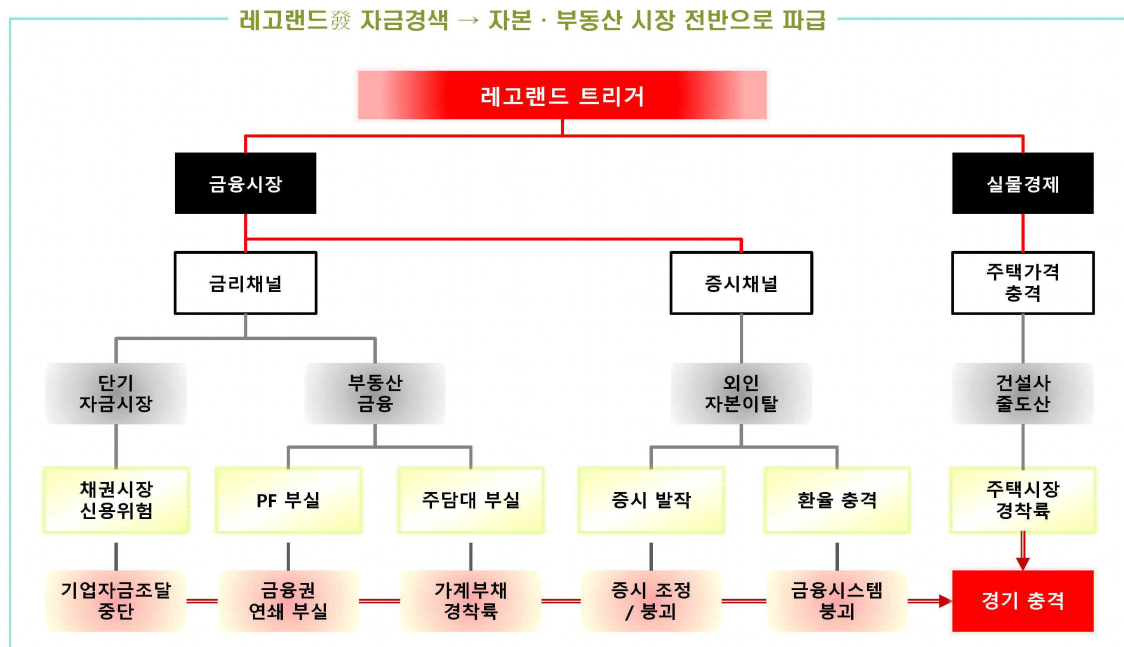 레고랜드發 자금경색 → 자본 · 부동산 시장 전반으로 파급
레고랜드 트리거
금융시장
실물경제
금리채널
증시채널
주택가격
충격
단기
자금시장
부동산
금융
외인
자본이탈
건설사
줄도산
채권시장
신용위험
PF 부실
주담대 부실
증시 발작
환율 충격
주택시장
경착륙
기업자금조달
중단
금융권
연쇄 부실
가계부채
경착륙
증시 조정
/ 붕괴
금융시스템
붕괴
경기 충격